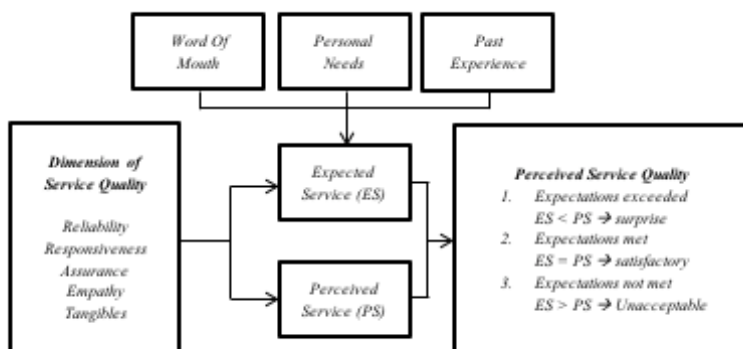 Word Of
Mouth
Personal
Needs
Past
Experience
Dimension of
Service Quality
Reliability
Responsiveness
Assurance
Empathy
Tangibles
Expected
Service (ES)
Perceived
Service (PS)
Perceived Service Quality
1. Expectations exceeded
ES < PS → surprise
2. Expectations met
ES = PS → satisfactory
3. Expectations not met
ES > PS → Unacceptable